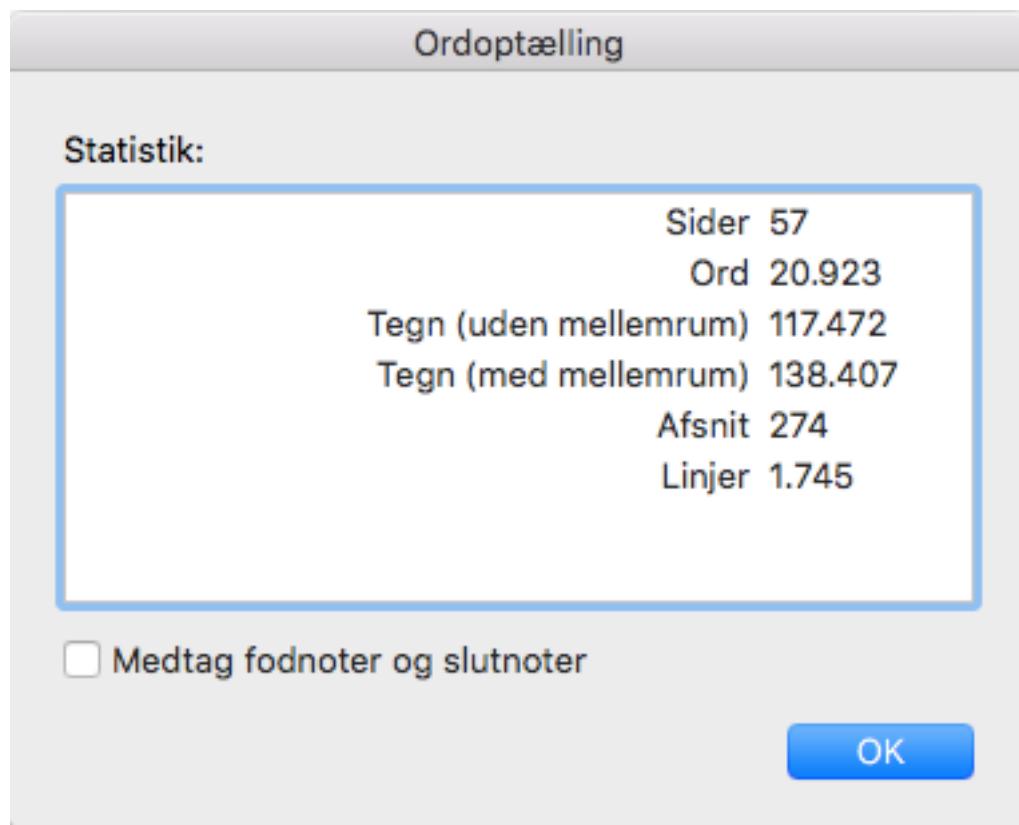 Ordoptælling
Statistik:
Sider 57
Ord 20.923
Tegn (uden mellemrum) 117.472
Tegn (med mellemrum) 138.407
Afsnit 274
Linjer 1.745
Medtag fodnoter og slutnoter
OK